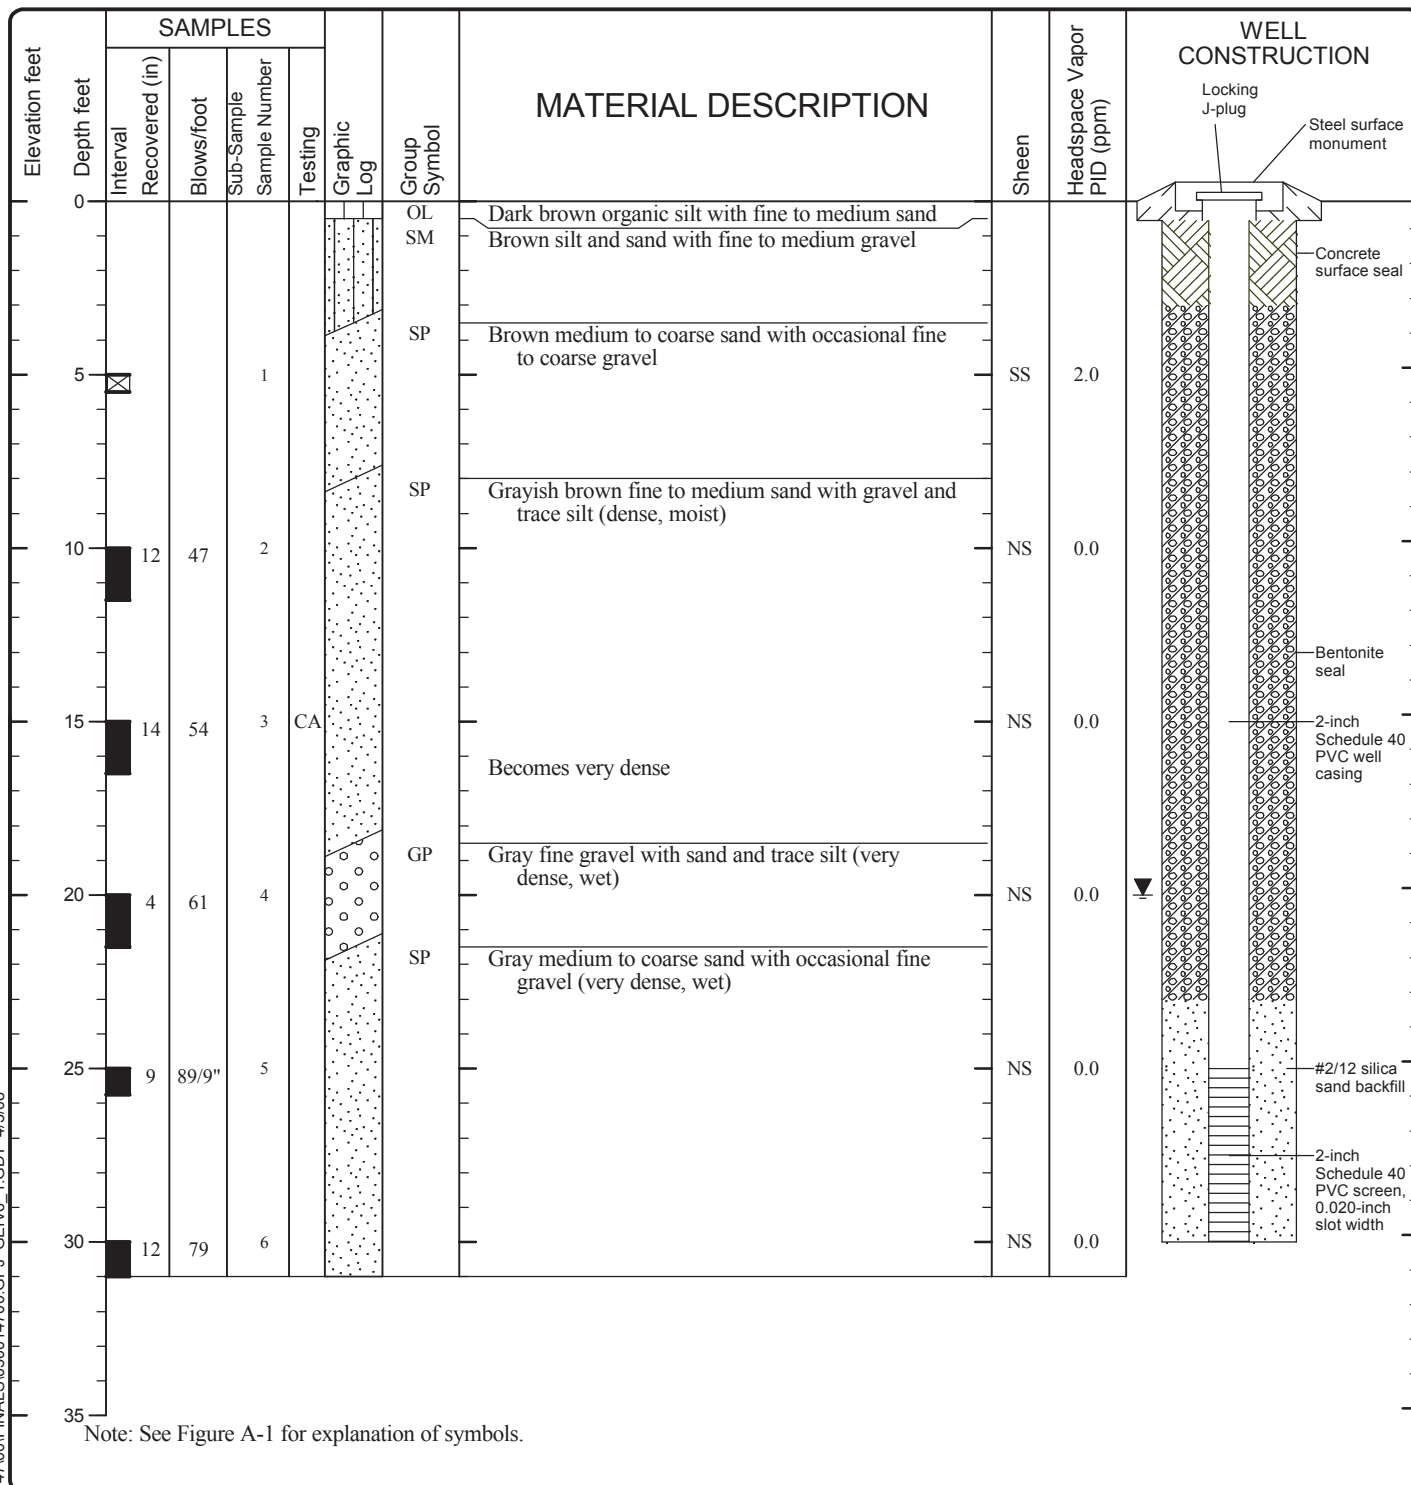 Elevation feet
Depth feet
SAMPLES
Interval
Recovered (in)
Blows/foot
Sub-Sample
Sample Number
Testing
Graphic
Log
Group
Symbol
MATERIAL DESCRIPTION
Sheen
Headspace Vapor
PID (ppm)
WELL
CONSTRUCTION
Locking
J-plug
Steel surface
monument
0
OL
Dark brown organic silt with fine to medium sand
SM
Brown silt and sand with fine to medium gravel
Concrete
surface seal
SP
Brown medium to coarse sand with occasional fine
to coarse gravel
5
1
SS
2.0
SP
Grayish brown fine to medium sand with gravel and
trace silt (dense, moist)
10
12
47
2
NS
0.0
Bentonite
seal
15
14
54
3
CA
NS
0.0
2-inch
Schedule 40
PVC well
casing
Becomes very dense
GP
Gray fine gravel with sand and trace silt (very
dense, wet)
20
4
61
4
NS
0.0
SP
Gray medium to coarse sand with occasional fine
gravel (very dense, wet)
25
9
89/9"
5
NS
0.0
#2/12 silica
sand backfill
2-inch
Schedule 40
PVC screen,
0.020-inch
slot width
30
12
79
6
NS
0.0
35
Note: See Figure A-1 for explanation of symbols.